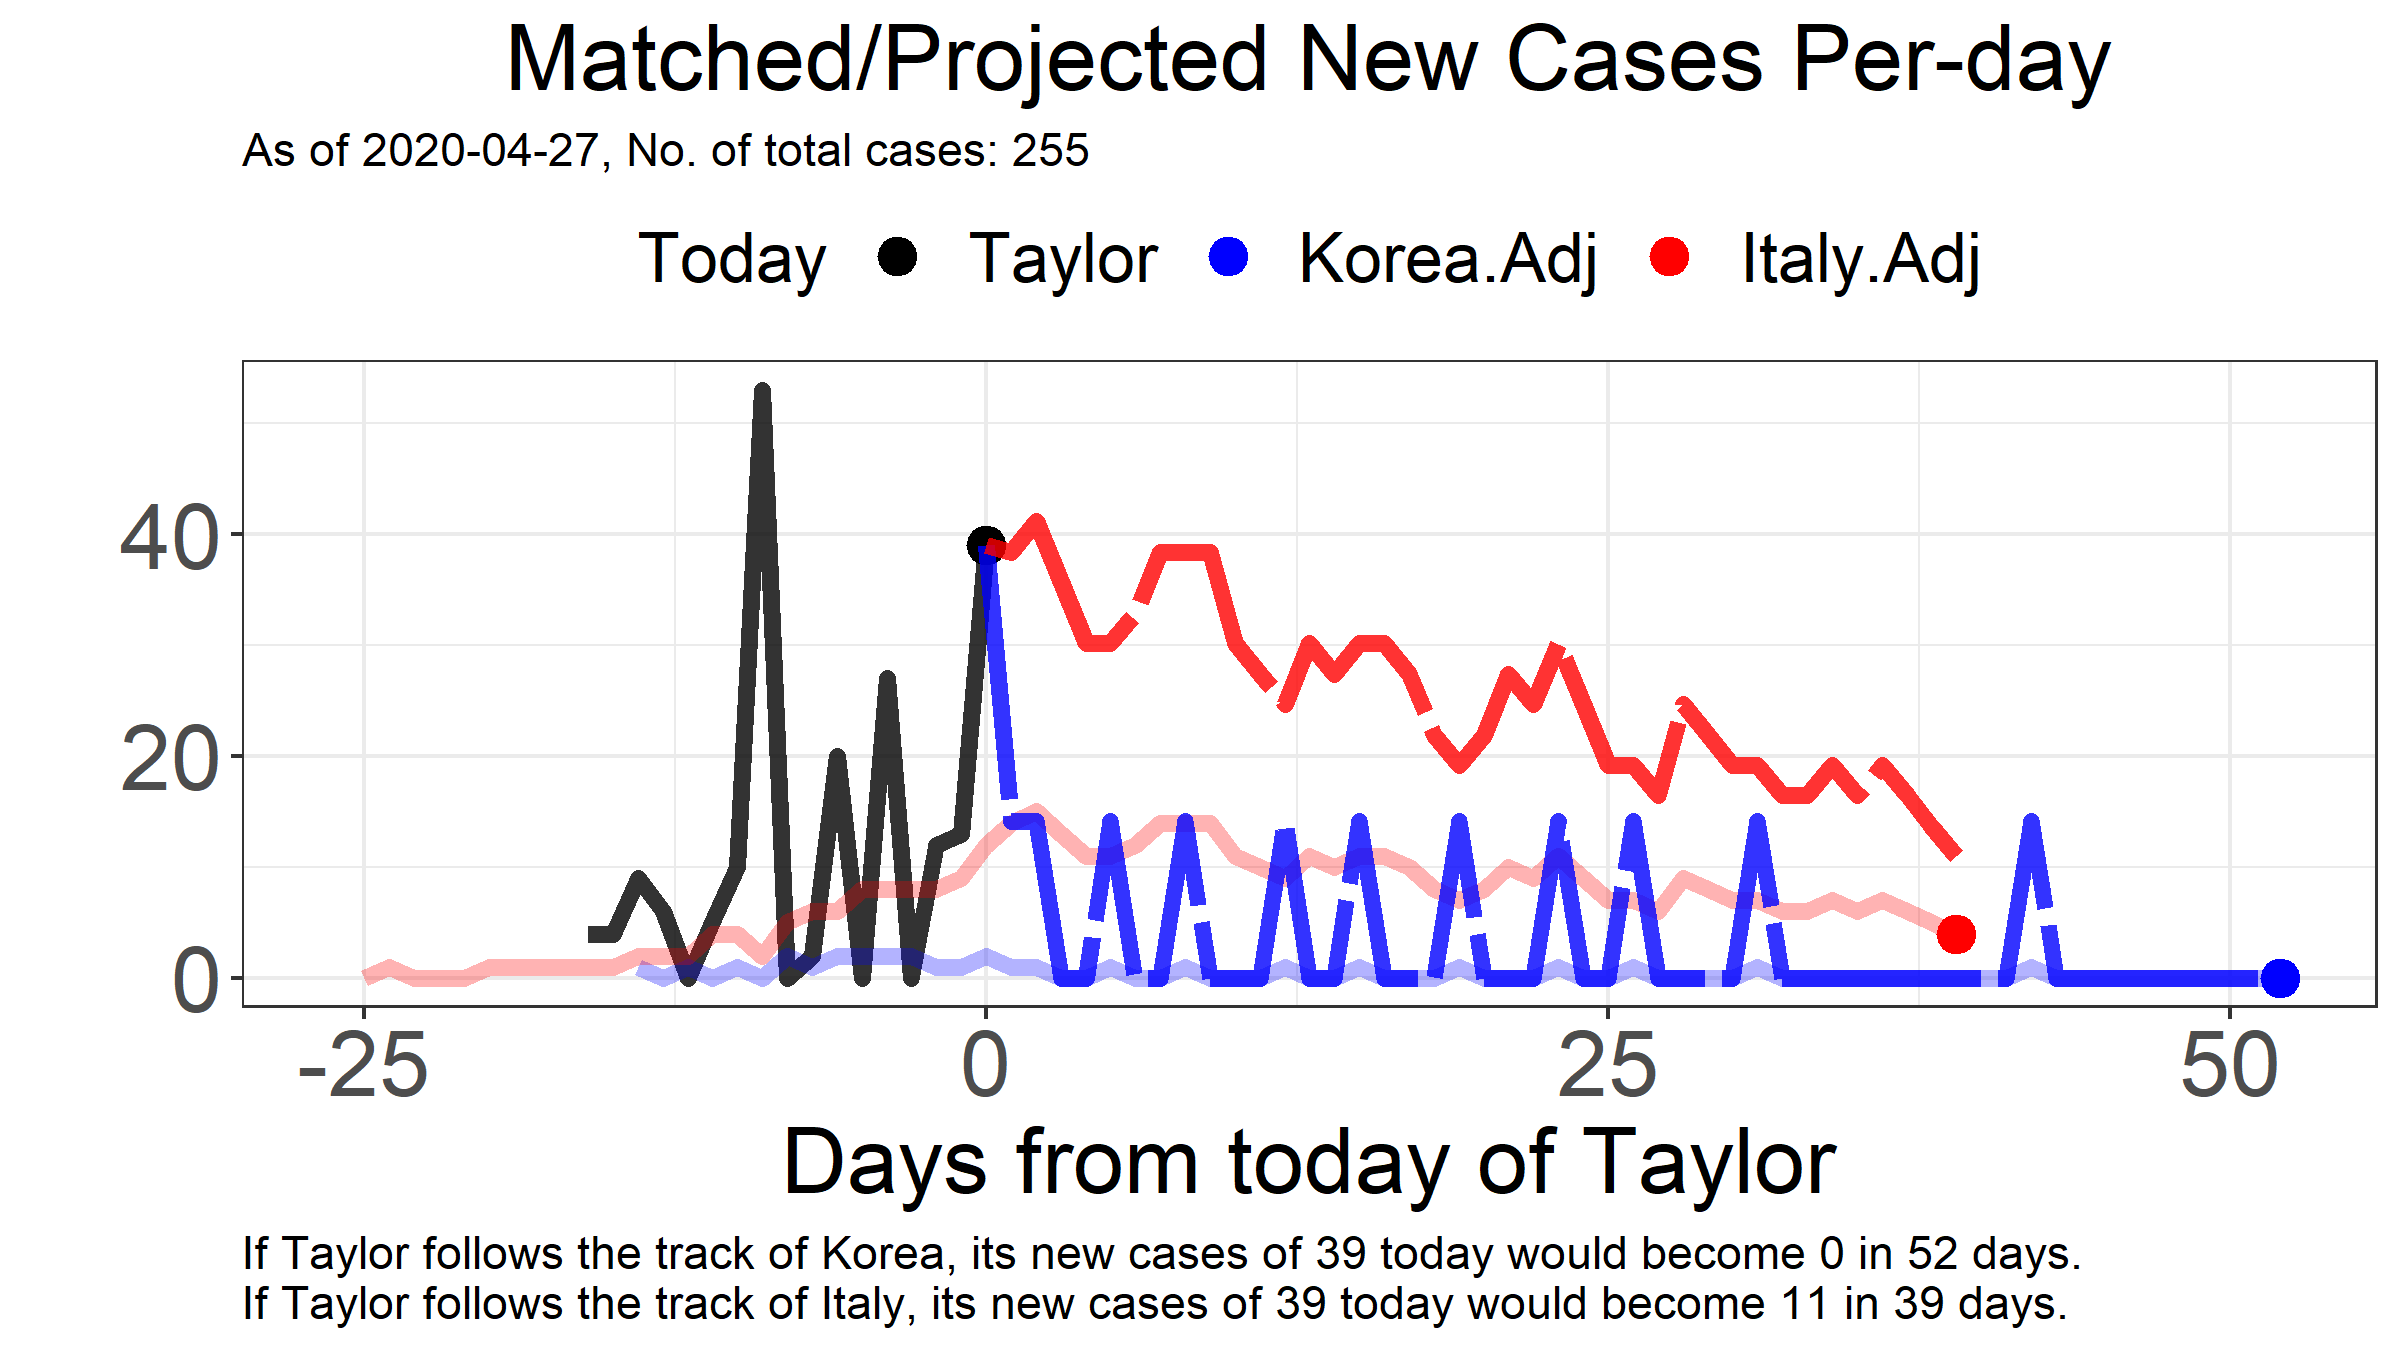 Matched/Projected New Cases Per-day
As of 2020-04-27, No. of total cases: 255
Today Taylor Korea.Adj Italy.Adj
40
20
0
-25 0 25 50
Days from today of Taylor
If Taylor follows the track of Korea, its new cases of 39 today would become 0 in 52 days.
If Taylor follows the track of Italy, its new cases of 39 today would become 11 in 39 days.